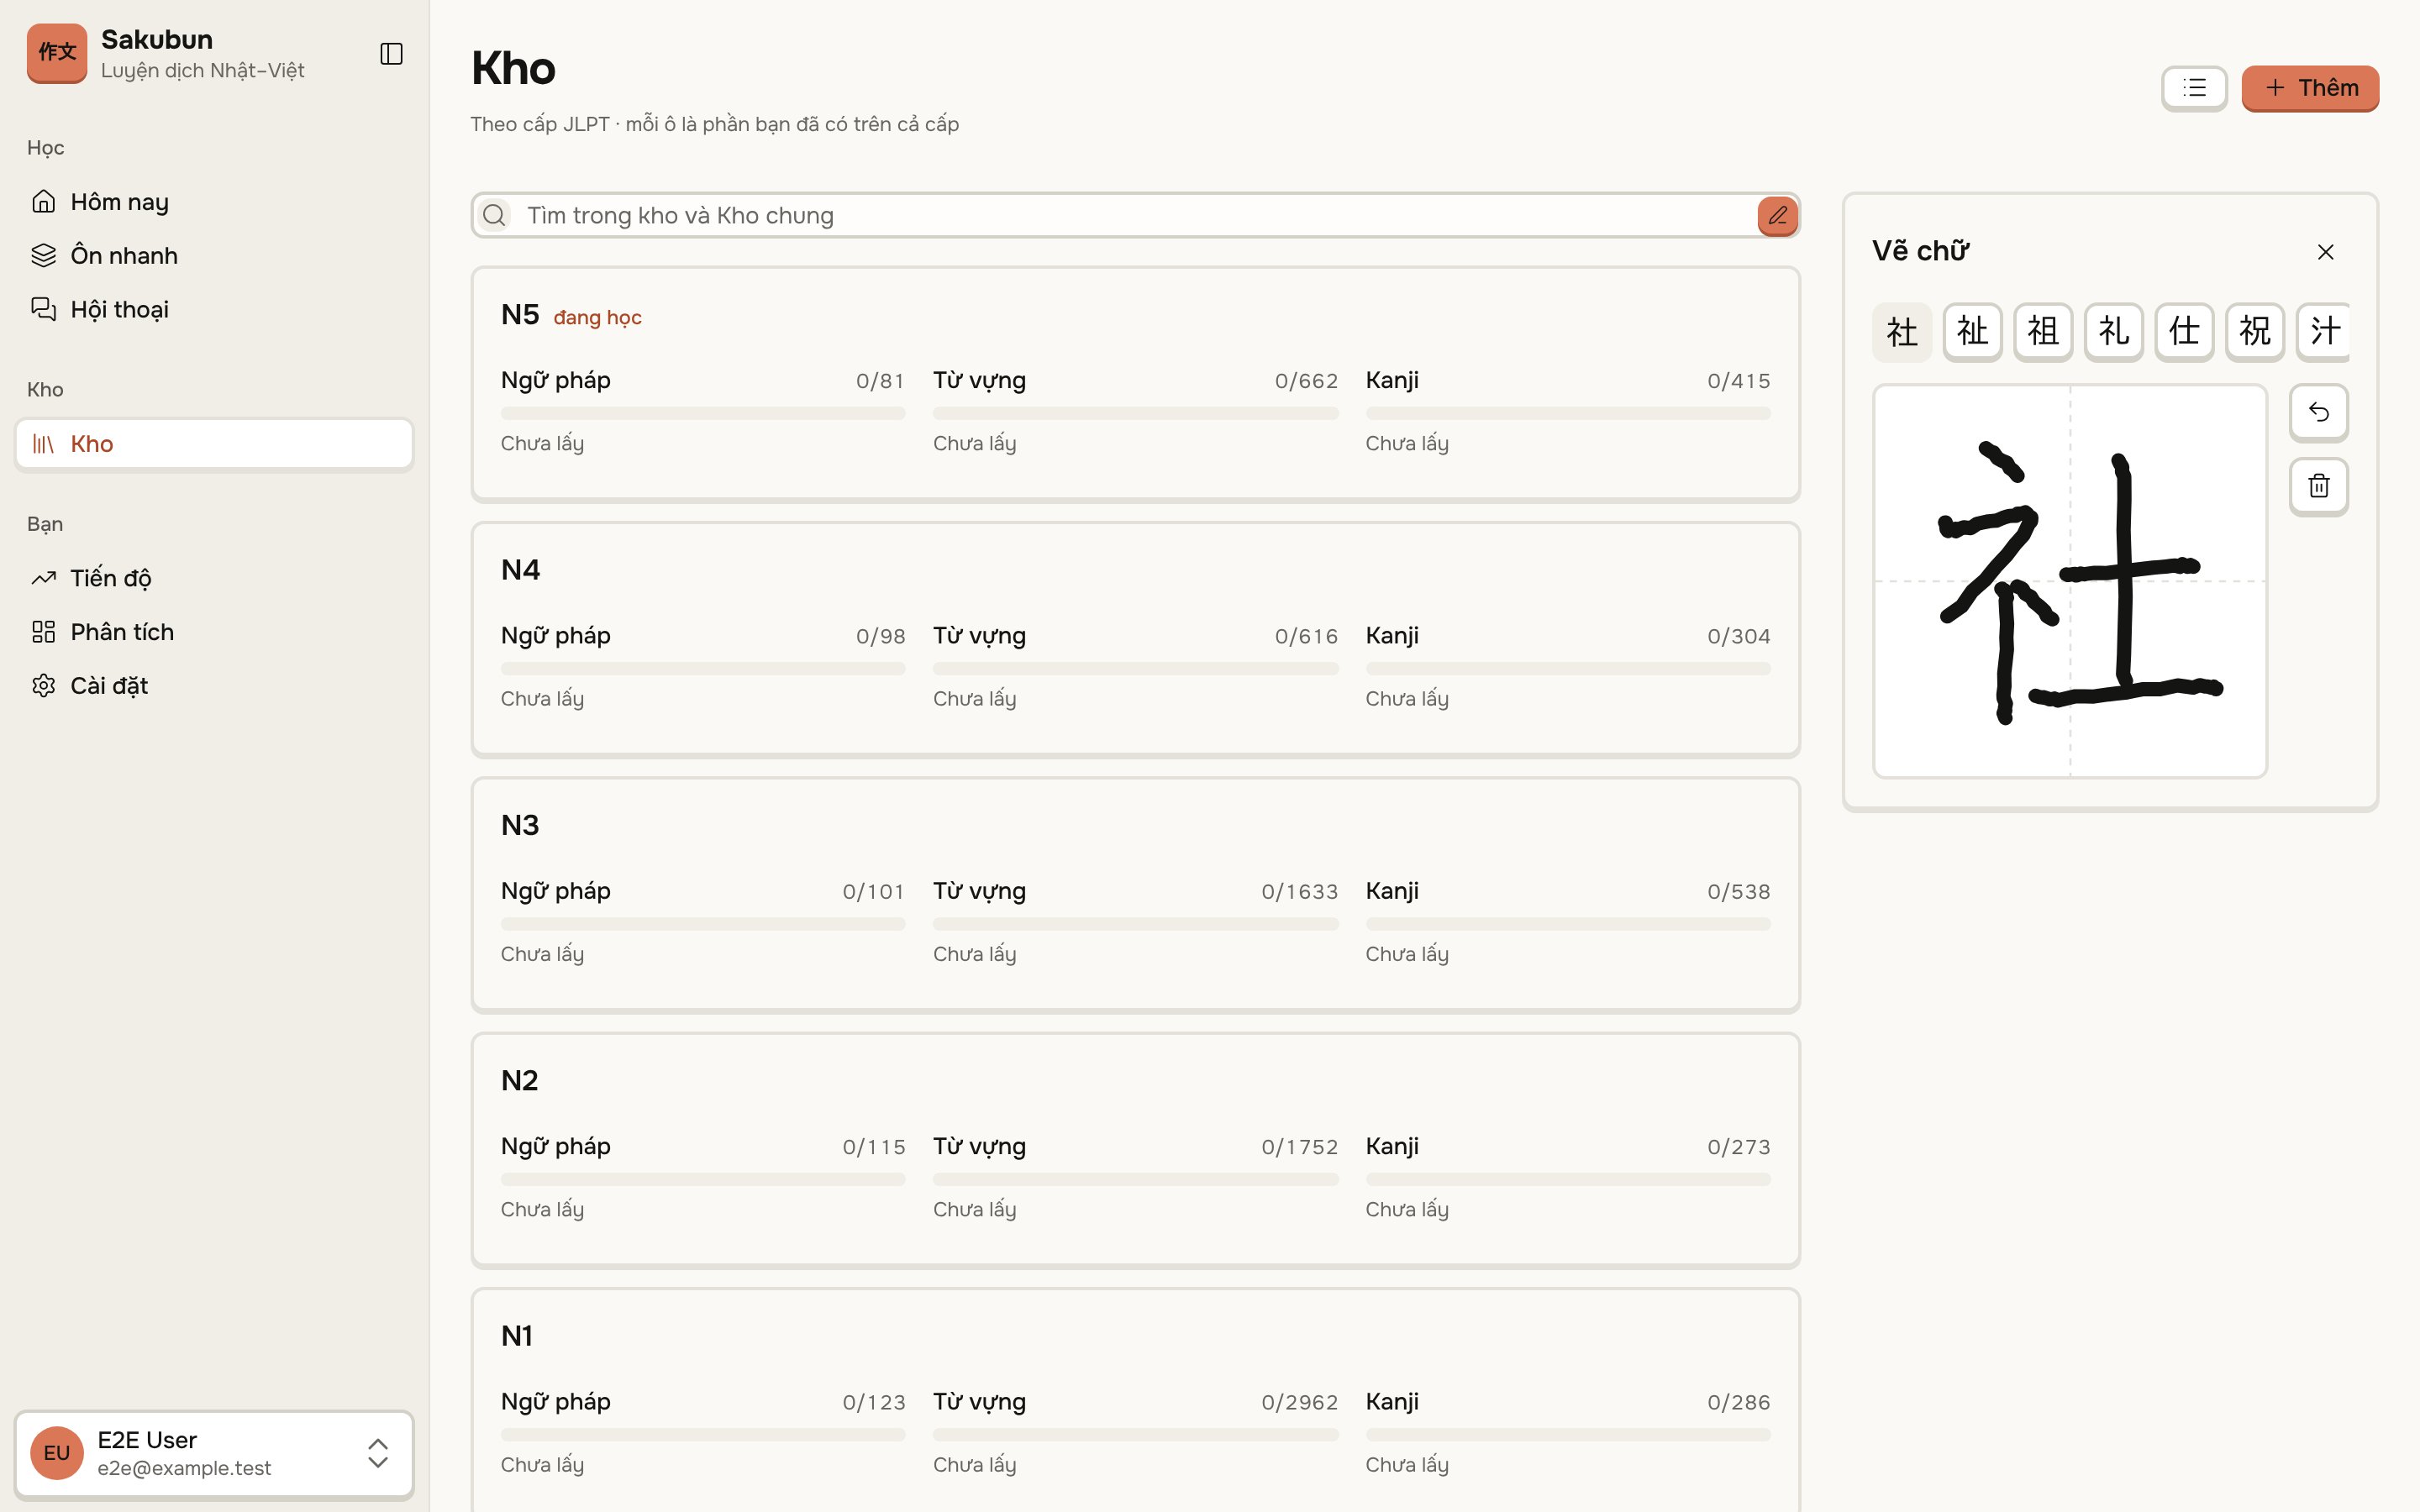 作文
Sakubun
Luyện dịch Nhật–Việt
Học
Hôm nay
Ôn nhanh
Hội thoại
Kho
Kho
Bạn
Tiến độ
Phân tích
Cài đặt
EU
E2E User
e2e@example.test
Kho
Theo cấp JLPT · mỗi ô là phần bạn đã có trên cả cấp
Thêm
Tìm trong kho và Kho chung
N5 đang học
Ngữ pháp 0/81 Từ vựng 0/662 Kanji 0/415
Chưa lấy Chưa lấy Chưa lấy
N4
Ngữ pháp 0/98 Từ vựng 0/616 Kanji 0/304
Chưa lấy Chưa lấy Chưa lấy
N3
Ngữ pháp 0/101 Từ vựng 0/1633 Kanji 0/538
Chưa lấy Chưa lấy Chưa lấy
N2
Ngữ pháp 0/115 Từ vựng 0/1752 Kanji 0/273
Chưa lấy Chưa lấy Chưa lấy
N1
Ngữ pháp 0/123 Từ vựng 0/2962 Kanji 0/286
Chưa lấy Chưa lấy Chưa lấy
Vẽ chữ
社 祉 祖 礼 仕 祝 汁
社